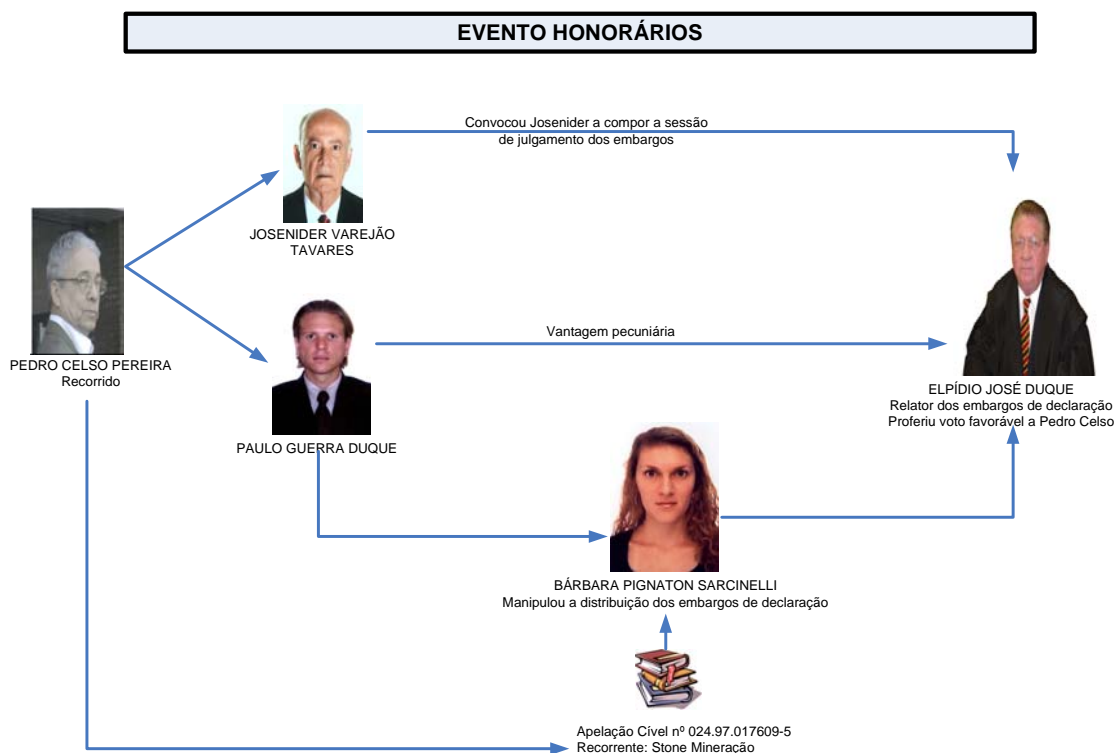 EVENTO HONORÁRIOS
Convocou Josenider a compor a sessão
de julgamento dos embargos
JOSENIDER VAREJÃO
TAVARES
Vantagem pecuniária
PEDRO CELSO PEREIRA
Recorrido
ELPÍDIO JOSÉ DUQUE
Relator dos embargos de declaração
Proferiu voto favorável a Pedro Celso
PAULO GUERRA DUQUE
BÁRBARA PIGNATON SARCINELLI
Manipulou a distribuição dos embargos de declaração
Apelação Cível nº 024.97.017609-5
Recorrente: Stone Mineração